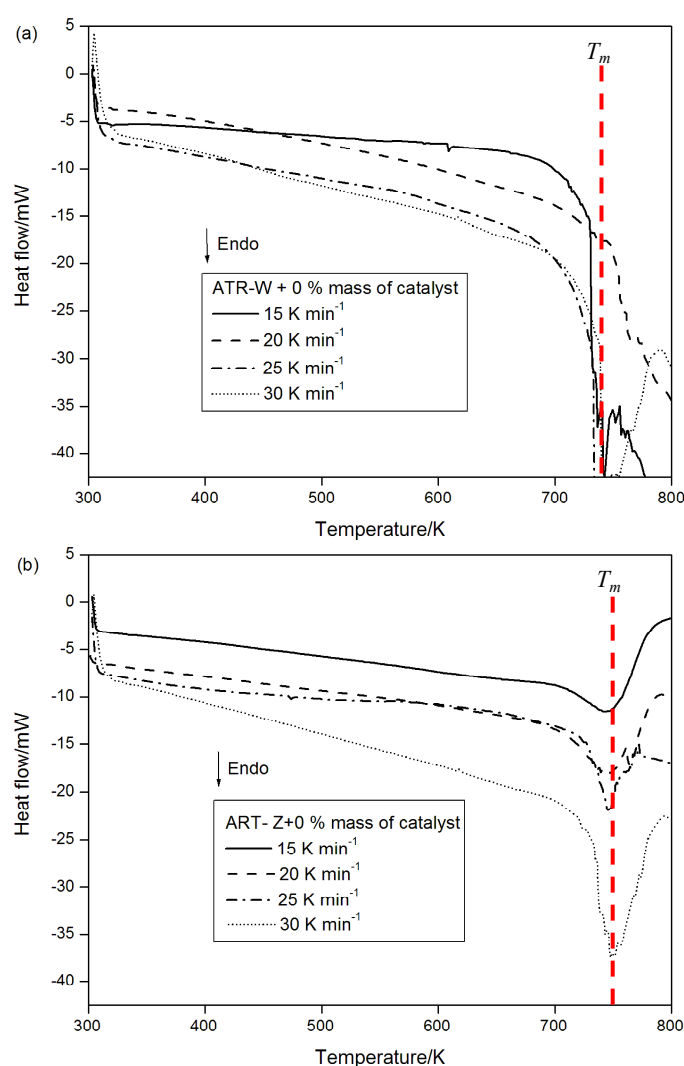 (a)
5
0
-5
-10
-15
-20
-25
-30
-35
-40
Heat flow/mW
Tm
Endo
ATR-W + 0 % mass of catalyst
15 K min-1
20 K min-1
25 K min-1
30 K min-1
300 400 500 600 700 800
Temperature/K
(b)
5
0
-5
-10
-15
-20
-25
-30
-35
-40
Heat flow/mW
Tm
Endo
ART- Z+0 % mass of catalyst
15 K min-1
20 K min-1
25 K min-1
30 K min-1
300 400 500 600 700 800
Temperature/K